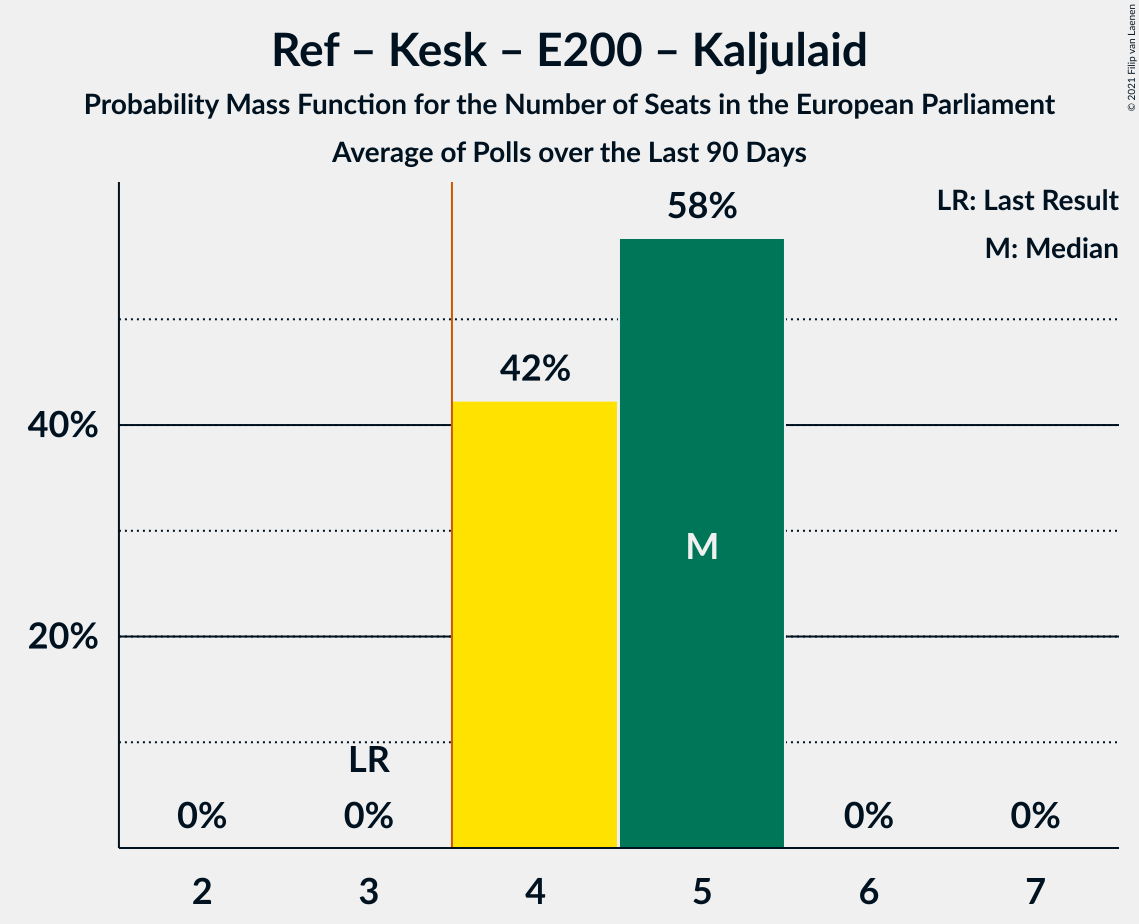 Ref – Kesk – E200 – Kaljulaid
Probability Mass Function for the Number of Seats in the European Parliament
Average of Polls over the Last 90 Days
© 2021 Filip van Laenen
LR: Last Result
M: Median
58%
42%
40%
M
20%
LR
0% 0% 0% 0%
2 3 4 5 6 7